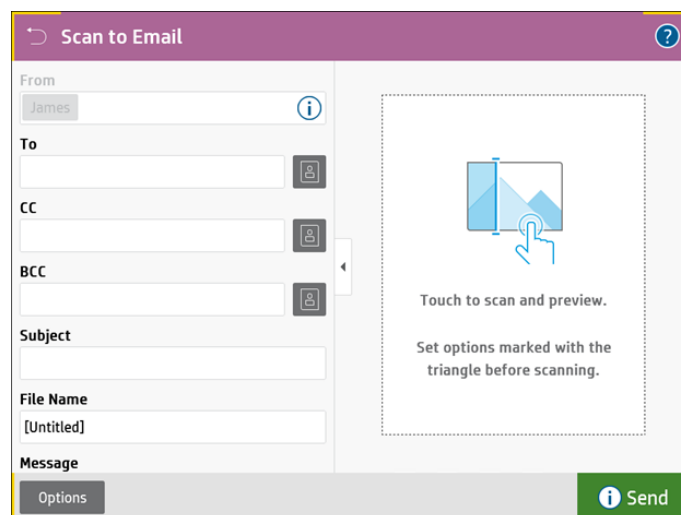 Scan to Email
?
From
James
i
To
CC
BCC
Subject
File Name
[Untitled]
Message
Touch to scan and preview.
Set options marked with the
triangle before scanning.
Options
i Send